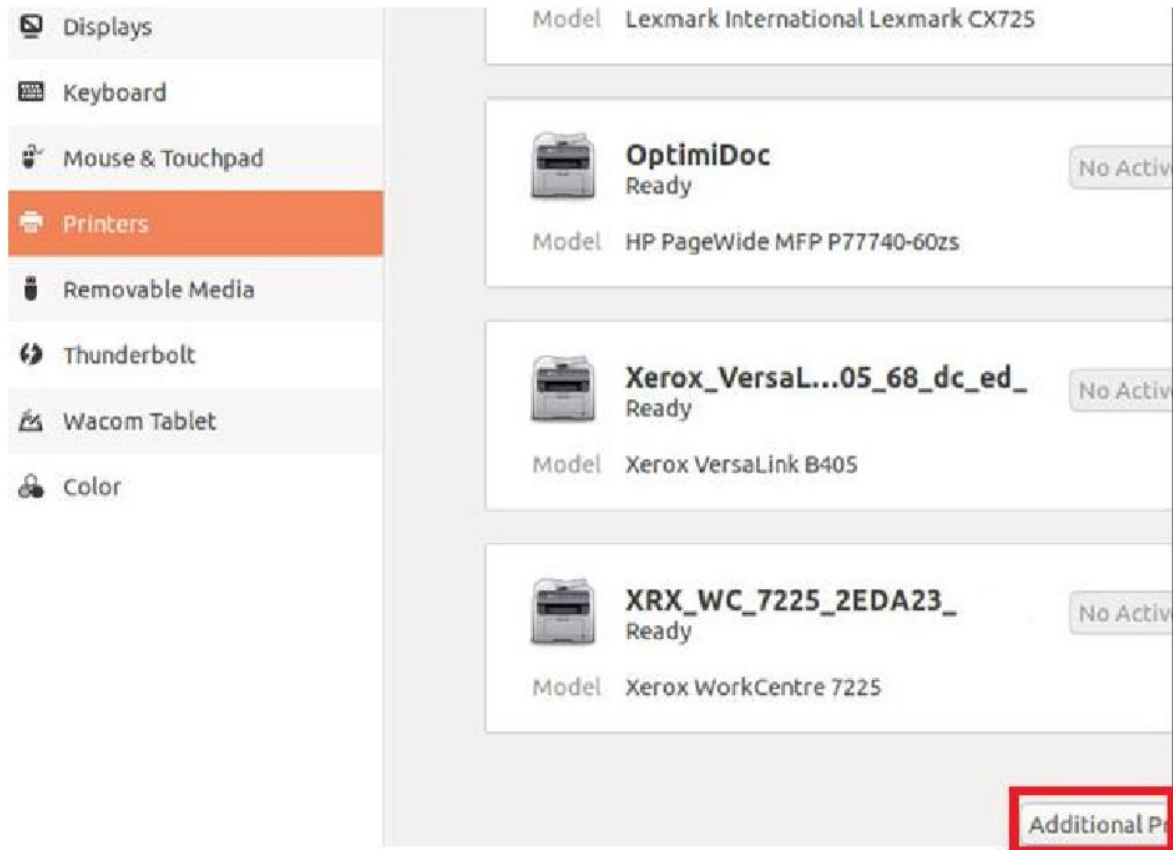 Displays
Keyboard
Mouse & Touchpad
Printers
Removable Media
Thunderbolt
Wacom Tablet
Color
Model Lexmark International Lexmark CX725
OptimiDoc
Ready
No Activ
Model HP PageWide MFP P77740-60zs
Xerox_VersaL...05_68_dc_ed_
Ready
No Activ
Model Xerox VersaLink B405
XRX_WC_7225_2EDA23_
Ready
No Activ
Model Xerox WorkCentre 7225
Additional Pr